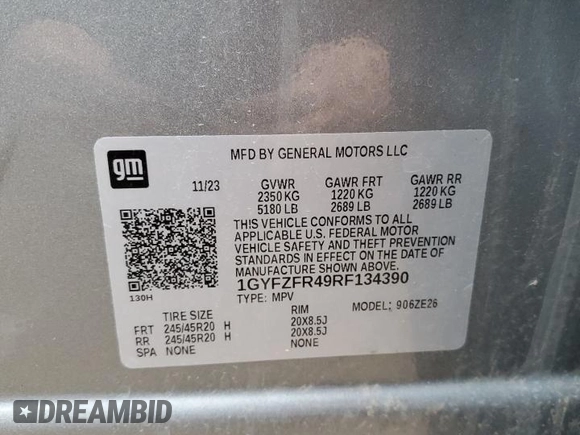 gm
MFD BY GENERAL MOTORS LLC
11/23 GVWR GAWR FRT GAWR RR
2350 KG 1220 KG 1220 KG
5180 LB 2689 LB 2689 LB
THIS VEHICLE CONFORMS TO ALL
APPLICABLE U.S. FEDERAL MOTOR
VEHICLE SAFETY AND THEFT PREVENTION
STANDARDS IN EFFECT ON THE DATE OF
MANUFACTURE SHOWN ABOVE.
130H 1GYFZFR49RF134390
TYPE: MPV MODEL: 906ZE26
TIRE SIZE RIM
FRT 245/45R20 H 20X8.5J
RR 245/45R20 H 20X8.5J
SPA NONE NONE
DREAMBID